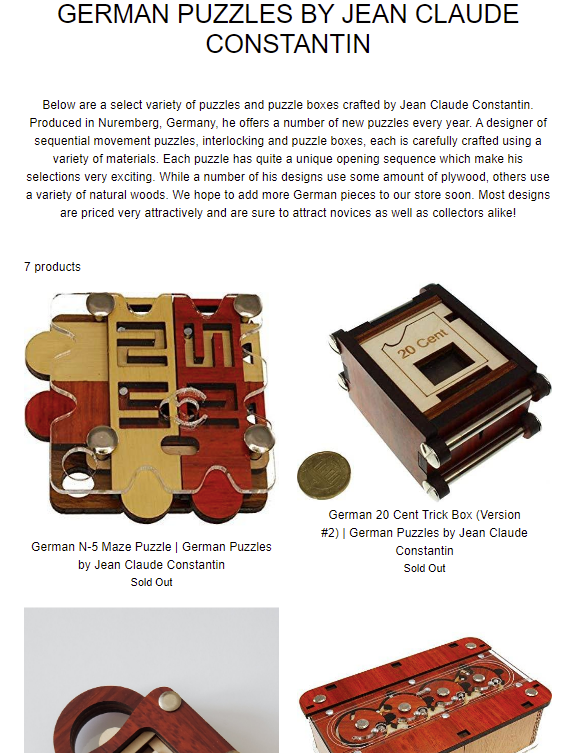 GERMAN PUZZLES BY JEAN CLAUDE
CONSTANTIN
Below are a select variety of puzzles and puzzle boxes crafted by Jean Claude Constantin.
Produced in Nuremberg, Germany, he offers a number of new puzzles every year. A designer of
sequential movement puzzles, interlocking and puzzle boxes, each is carefully crafted using a
variety of materials. Each puzzle has quite a unique opening sequence which make his
selections very exciting. While a number of his designs use some amount of plywood, others use
a variety of natural woods. We hope to add more German pieces to our store soon. Most designs
are priced very attractively and are sure to attract novices as well as collectors alike!
7 products
20 Cent
German N-5 Maze Puzzle | German Puzzles
by Jean Claude Constantin
Sold Out
German 20 Cent Trick Box (Version
#2) | German Puzzles by Jean Claude
Constantin
Sold Out